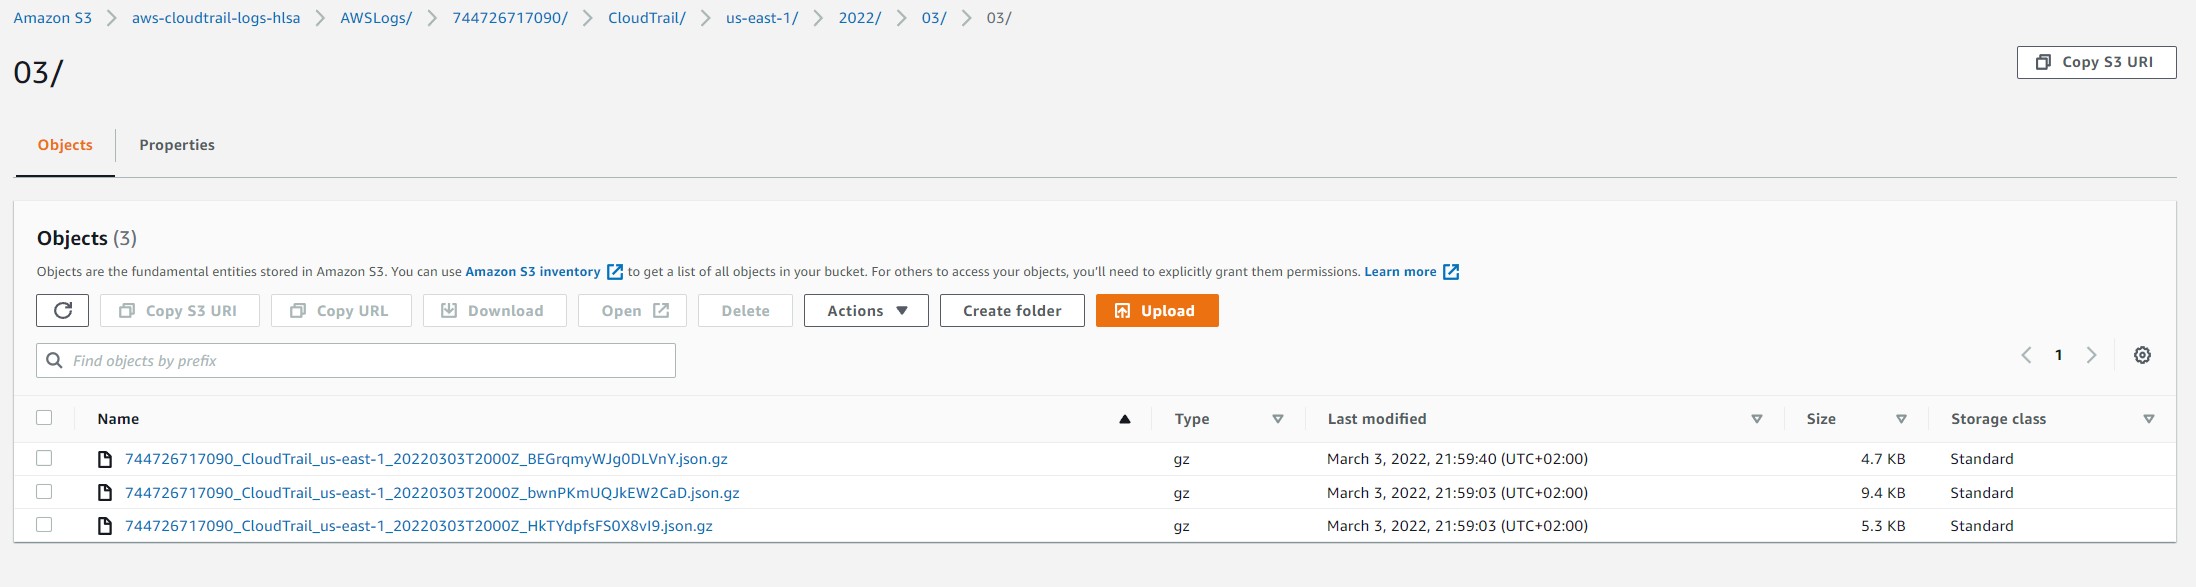 Amazon S3 > aws-cloudtrail-logs-hlsa > AWSLogs/ > 744726717090/ > CloudTrail/ > us-east-1/ > 2022/ > 03/ > 03/
03/
Copy S3 URI
Objects Properties
Objects (3)
Objects are the fundamental entities stored in Amazon S3. You can use Amazon S3 inventory to get a list of all objects in your bucket. For others to access your objects, you'll need to explicitly grant them permissions. Learn more
Copy S3 URI Copy URL Download Open Delete Actions Create folder Upload
Find objects by prefix
1
Name Type Last modified Size Storage class
744726717090_CloudTrail_us-east-1_20220303T2000Z_BEGrqmyWJg0DLVnY.json.gz gz March 3, 2022, 21:59:40 (UTC+02:00) 4.7 KB Standard
744726717090_CloudTrail_us-east-1_20220303T2000Z_bwnPKmUQJkEW2CaD.json.gz gz March 3, 2022, 21:59:03 (UTC+02:00) 9.4 KB Standard
744726717090_CloudTrail_us-east-1_20220303T2000Z_HkTYdpfsFS0X8vI9.json.gz gz March 3, 2022, 21:59:03 (UTC+02:00) 5.3 KB Standard